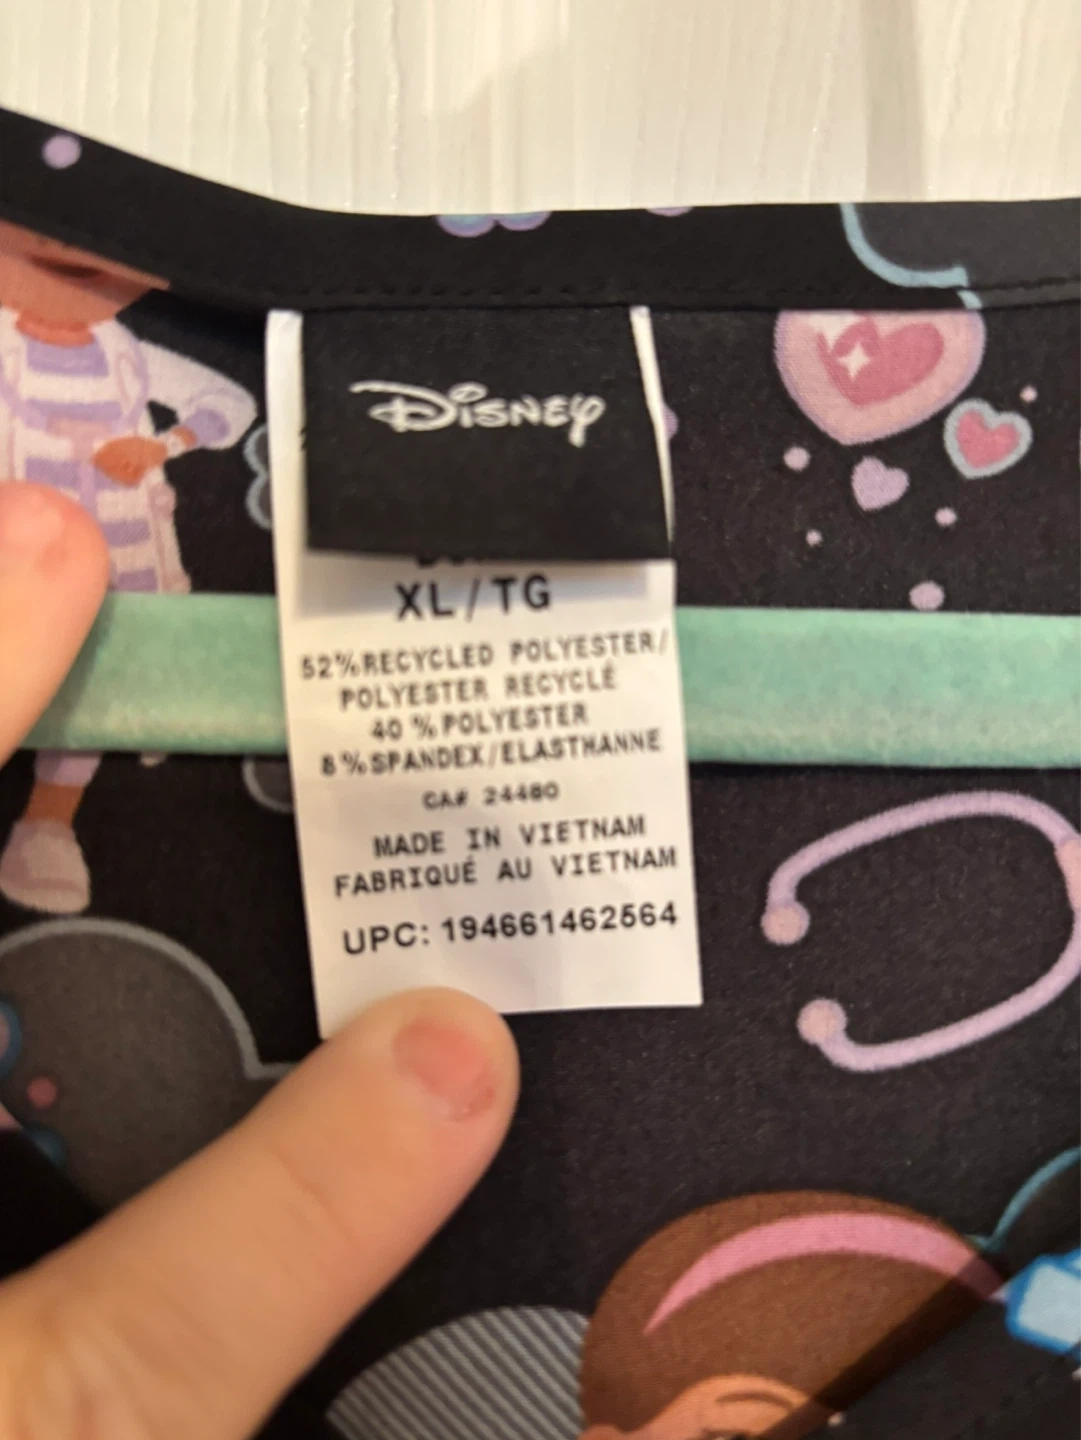 Disney
XL/TG
52%RECYCLED POLYESTER/
POLYESTER RECYCLÉ
40 %POLYESTER
8%SPANDEX/ELASTHANNE
CA# 24480
MADE IN VIETNAM
FABRIQUÉ AU VIETNAM
UPC: 194661462564